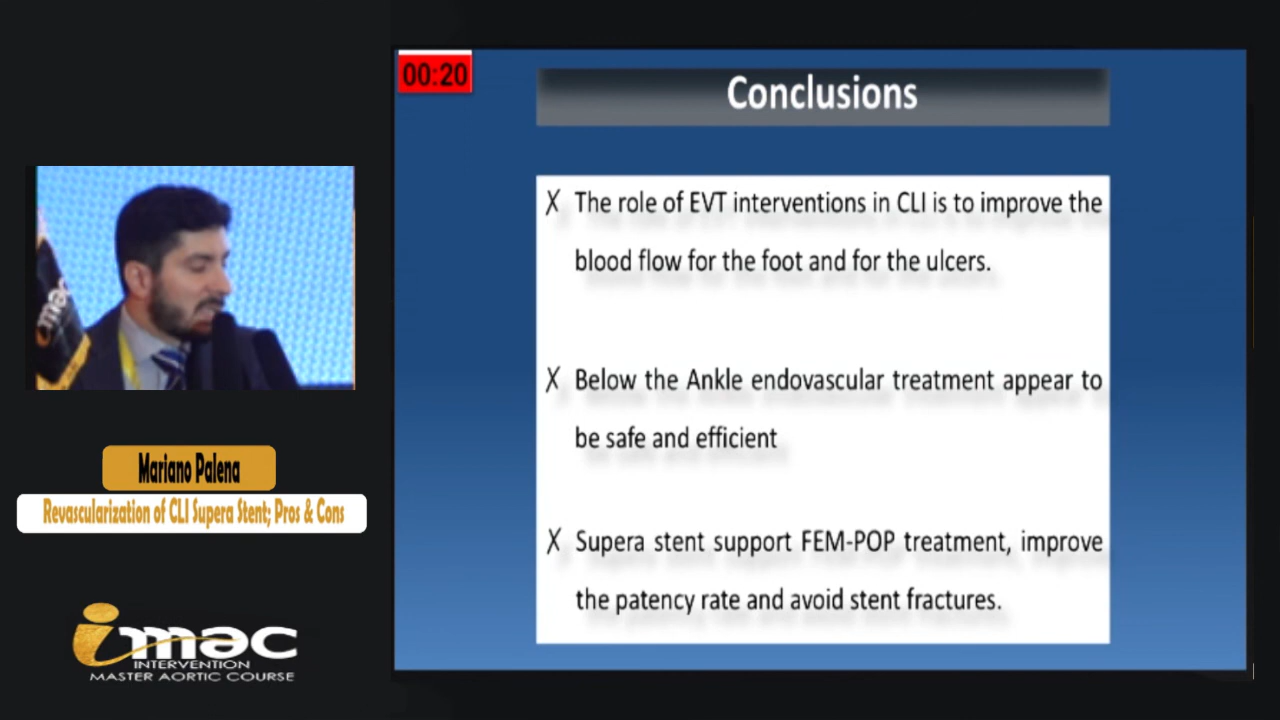 00:20
Conclusions
X The role of EVT interventions in CLI is to improve the
blood flow for the foot and for the ulcers.
X Below the Ankle endovascular treatment appear to
be safe and efficient
X Supera stent support FEM-POP treatment, improve
the patency rate and avoid stent fractures.
imac
Mariano Palena
Revascularization of CLI Supera Stent; Pros & Cons
imac
INTERVENTION
MASTER AORTIC COURSE